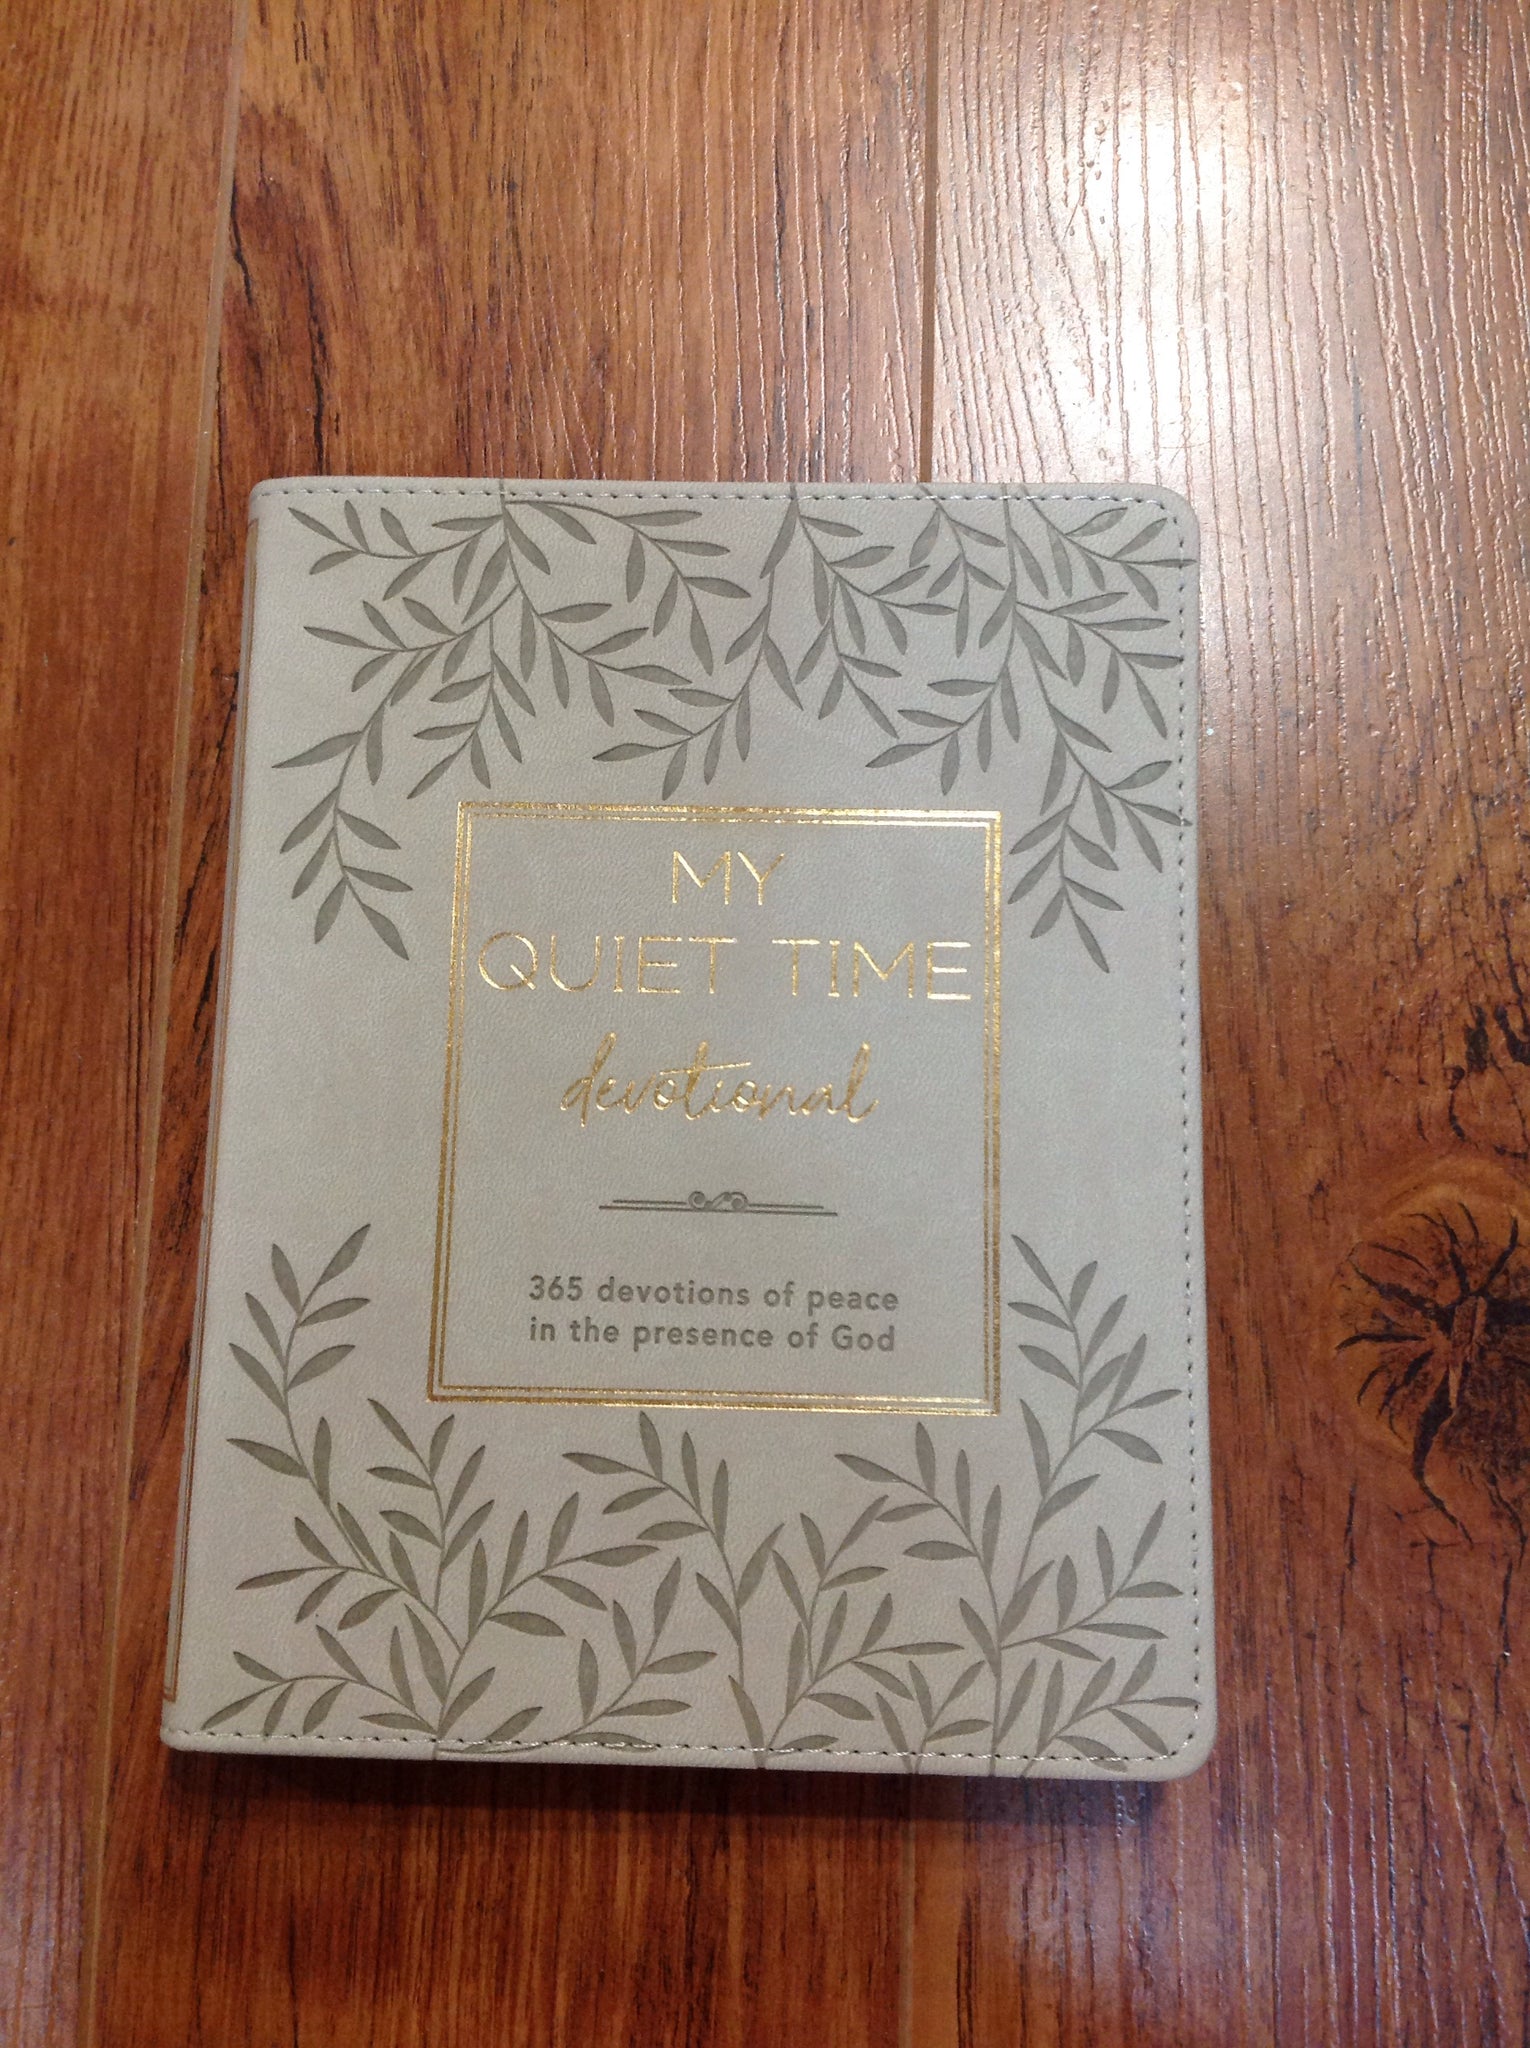 MY
QUIET TIME
devotional
365 devotions of peace
in the presence of God